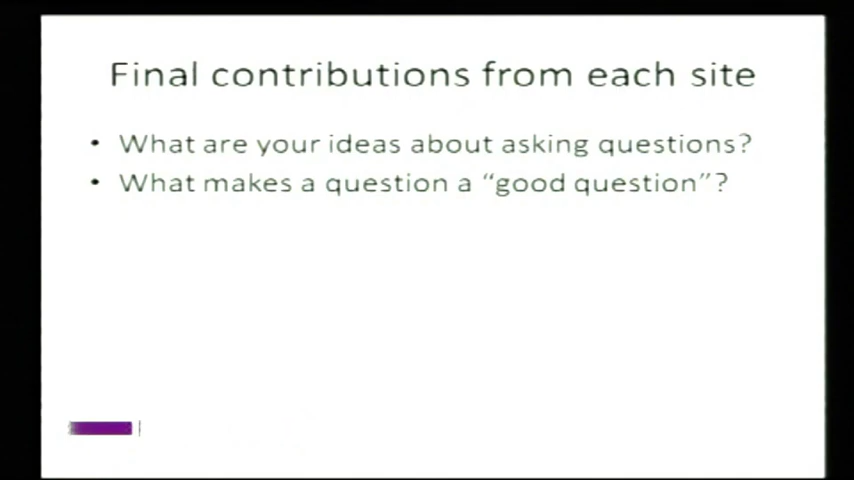 Final contributions from each site
• What are your ideas about asking questions?
• What makes a question a “good question”?